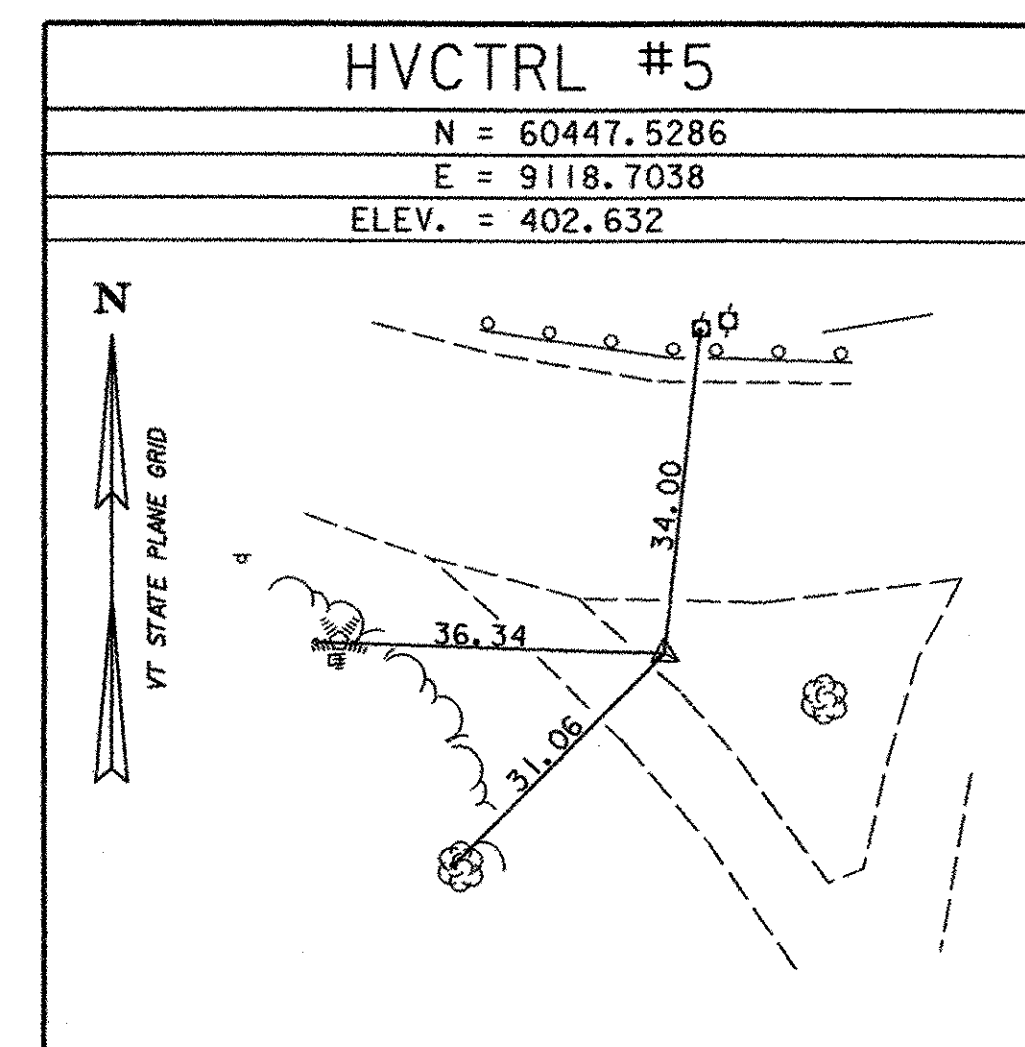 HVCTRL #5
N = 60447.5286
E = 9118.7038
ELEV. = 402.632
N
VT STATE PLANE GRID
34.00
36.34
31.06